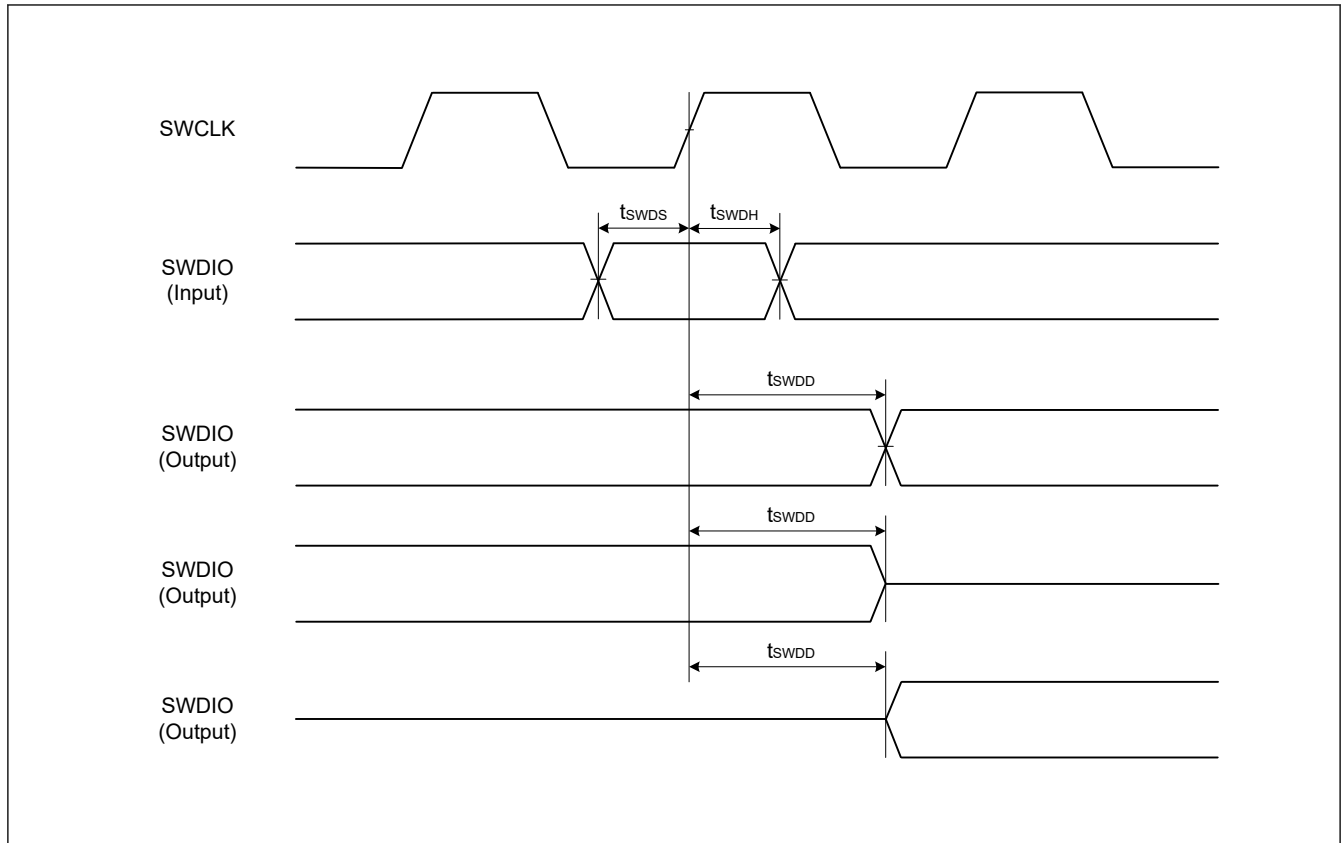 SWCLK
tSWDS
tSWDH
SWDIO
(Input)
tSWDD
SWDIO
(Output)
tSWDD
SWDIO
(Output)
tSWDD
SWDIO
(Output)